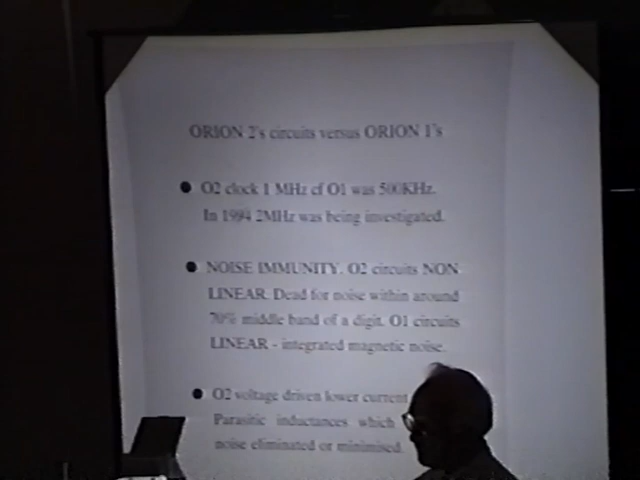 ORION 2's circuits versus ORION 1's
● O2 clock 1 MHz cf O1 was 500KHz.
In 1994 2MHz was being investigated.
● NOISE IMMUNITY. O2 circuits NON
LINEAR. Dead for noise within around
70% middle band of a digit. O1 circuits
LINEAR - integrated magnetic noise.
● O2 voltage driven lower current
Parasitic inductances which
noise eliminated or minimised.